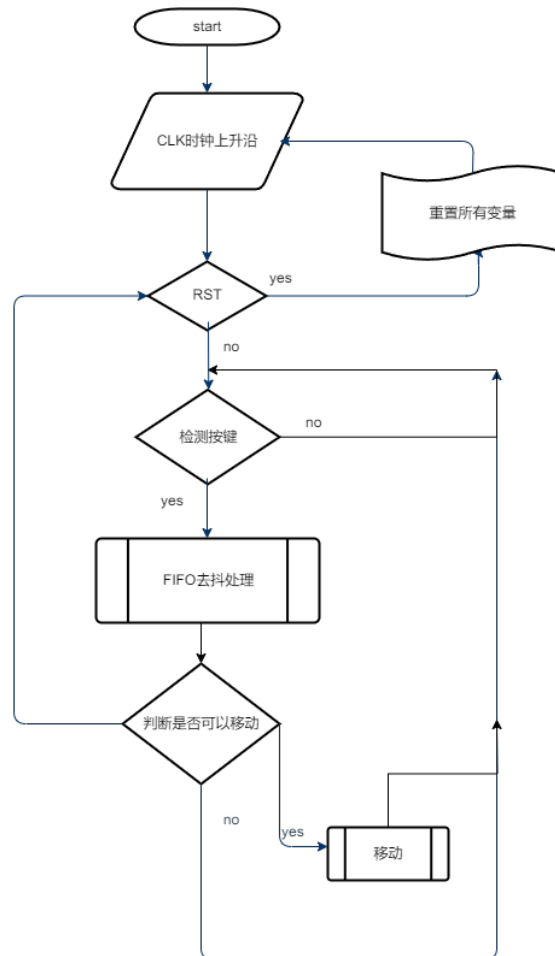 start
CLK时钟上升沿
重置所有变量
RST
yes
no
检测按键
no
yes
FIFO去抖处理
判断是否可以移动
no
yes
移动